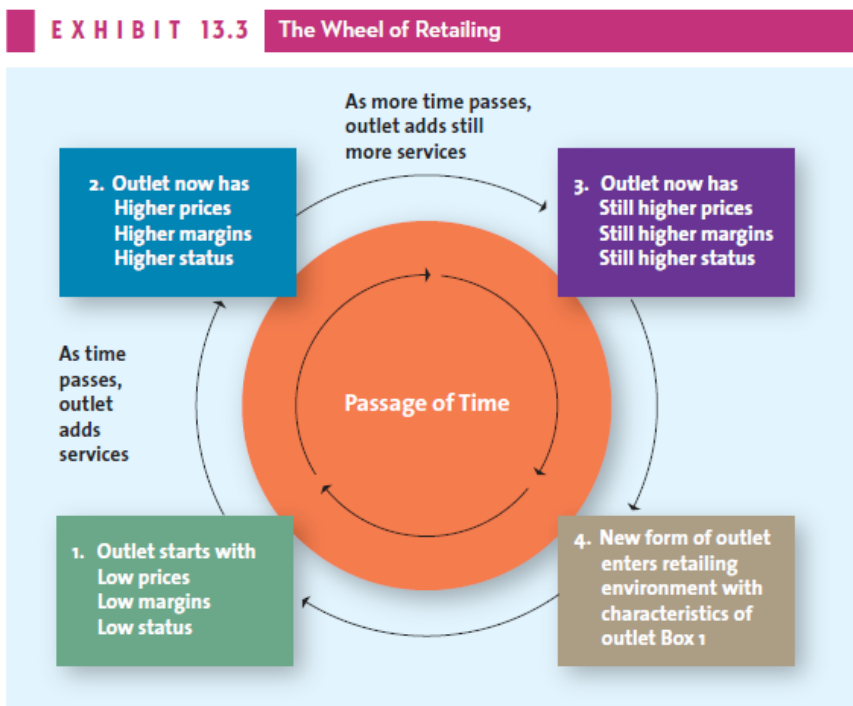 EXHIBIT 13.3 The Wheel of Retailing
As more time passes,
outlet adds still
more services
2. Outlet now has
Higher prices
Higher margins
Higher status
3. Outlet now has
Still higher prices
Still higher margins
Still higher status
As time
passes,
outlet
adds
services
Passage of Time
1. Outlet starts with
Low prices
Low margins
Low status
4. New form of outlet
enters retailing
environment with
characteristics of
outlet Box 1